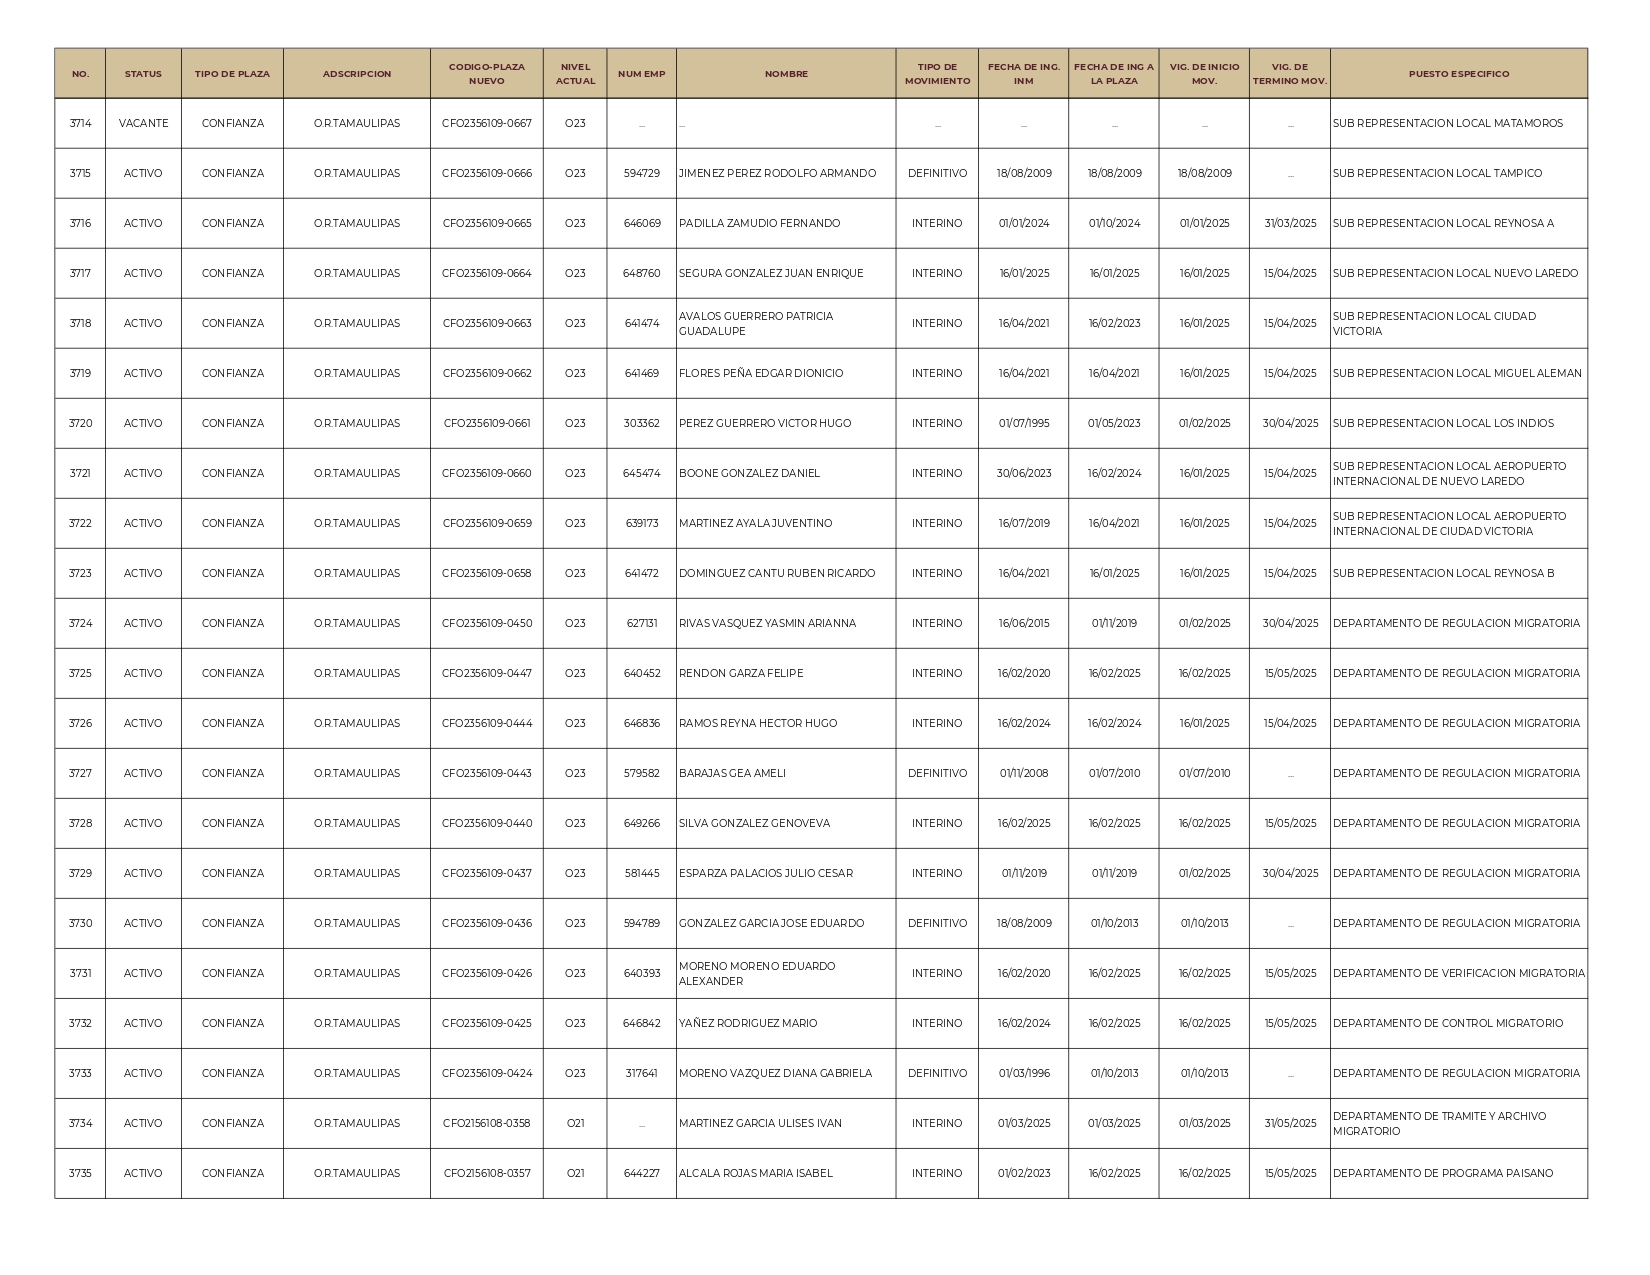 NO. STATUS TIPO DE PLAZA ADSCRIPCION CODIGO-PLAZA NUEVO NIVEL ACTUAL NUM EMP NOMBRE TIPO DE MOVIMIENTO FECHA DE ING. INM FECHA DE ING A LA PLAZA VIG. DE INICIO MOV. VIG. DE TERMINO MOV. PUESTO ESPECIFICO
3714 VACANTE CONFIANZA O.R.TAMAULIPAS CFO2356109-0667 O23 ... ... ... ... ... ... ... SUB REPRESENTACION LOCAL MATAMOROS
3715 ACTIVO CONFIANZA O.R.TAMAULIPAS CFO2356109-0666 O23 594729 JIMENEZ PEREZ RODOLFO ARMANDO DEFINITIVO 18/08/2009 18/08/2009 18/08/2009 ... SUB REPRESENTACION LOCAL TAMPICO
3716 ACTIVO CONFIANZA O.R.TAMAULIPAS CFO2356109-0665 O23 646069 PADILLA ZAMUDIO FERNANDO INTERINO 01/01/2024 01/10/2024 01/01/2025 31/03/2025 SUB REPRESENTACION LOCAL REYNOSA A
3717 ACTIVO CONFIANZA O.R.TAMAULIPAS CFO2356109-0664 O23 648760 SEGURA GONZALEZ JUAN ENRIQUE INTERINO 16/01/2025 16/01/2025 16/01/2025 15/04/2025 SUB REPRESENTACION LOCAL NUEVO LAREDO
3718 ACTIVO CONFIANZA O.R.TAMAULIPAS CFO2356109-0663 O23 641474 AVALOS GUERRERO PATRICIA GUADALUPE INTERINO 16/04/2021 16/02/2023 16/01/2025 15/04/2025 SUB REPRESENTACION LOCAL CIUDAD VICTORIA
3719 ACTIVO CONFIANZA O.R.TAMAULIPAS CFO2356109-0662 O23 641469 FLORES PEÑA EDGAR DIONICIO INTERINO 16/04/2021 16/04/2021 16/01/2025 15/04/2025 SUB REPRESENTACION LOCAL MIGUEL ALEMAN
3720 ACTIVO CONFIANZA O.R.TAMAULIPAS CFO2356109-0661 O23 303362 PEREZ GUERRERO VICTOR HUGO INTERINO 01/07/1995 01/05/2023 01/02/2025 30/04/2025 SUB REPRESENTACION LOCAL LOS INDIOS
3721 ACTIVO CONFIANZA O.R.TAMAULIPAS CFO2356109-0660 O23 645474 BOONE GONZALEZ DANIEL INTERINO 30/06/2023 16/02/2024 16/01/2025 15/04/2025 SUB REPRESENTACION LOCAL AEROPUERTO INTERNACIONAL DE NUEVO LAREDO
3722 ACTIVO CONFIANZA O.R.TAMAULIPAS CFO2356109-0659 O23 639173 MARTINEZ AYALA JUVENTINO INTERINO 16/07/2019 16/04/2021 16/01/2025 15/04/2025 SUB REPRESENTACION LOCAL AEROPUERTO INTERNACIONAL DE CIUDAD VICTORIA
3723 ACTIVO CONFIANZA O.R.TAMAULIPAS CFO2356109-0658 O23 641472 DOMINGUEZ CANTU RUBEN RICARDO INTERINO 16/04/2021 16/01/2025 16/01/2025 15/04/2025 SUB REPRESENTACION LOCAL REYNOSA B
3724 ACTIVO CONFIANZA O.R.TAMAULIPAS CFO2356109-0450 O23 627131 RIVAS VASQUEZ YASMIN ARIANNA INTERINO 16/06/2015 01/11/2019 01/02/2025 30/04/2025 DEPARTAMENTO DE REGULACION MIGRATORIA
3725 ACTIVO CONFIANZA O.R.TAMAULIPAS CFO2356109-0447 O23 640452 RENDON GARZA FELIPE INTERINO 16/02/2020 16/02/2025 16/02/2025 15/05/2025 DEPARTAMENTO DE REGULACION MIGRATORIA
3726 ACTIVO CONFIANZA O.R.TAMAULIPAS CFO2356109-0444 O23 646836 RAMOS REYNA HECTOR HUGO INTERINO 16/02/2024 16/02/2024 16/01/2025 15/04/2025 DEPARTAMENTO DE REGULACION MIGRATORIA
3727 ACTIVO CONFIANZA O.R.TAMAULIPAS CFO2356109-0443 O23 579582 BARAJAS GEA AMELI DEFINITIVO 01/11/2008 01/07/2010 01/07/2010 ... DEPARTAMENTO DE REGULACION MIGRATORIA
3728 ACTIVO CONFIANZA O.R.TAMAULIPAS CFO2356109-0440 O23 649266 SILVA GONZALEZ GENOVEVA INTERINO 16/02/2025 16/02/2025 16/02/2025 15/05/2025 DEPARTAMENTO DE REGULACION MIGRATORIA
3729 ACTIVO CONFIANZA O.R.TAMAULIPAS CFO2356109-0437 O23 581445 ESPARZA PALACIOS JULIO CESAR INTERINO 01/11/2019 01/11/2019 01/02/2025 30/04/2025 DEPARTAMENTO DE REGULACION MIGRATORIA
3730 ACTIVO CONFIANZA O.R.TAMAULIPAS CFO2356109-0436 O23 594789 GONZALEZ GARCIA JOSE EDUARDO DEFINITIVO 18/08/2009 01/10/2013 01/10/2013 ... DEPARTAMENTO DE REGULACION MIGRATORIA
3731 ACTIVO CONFIANZA O.R.TAMAULIPAS CFO2356109-0426 O23 640393 MORENO MORENO EDUARDO ALEXANDER INTERINO 16/02/2020 16/02/2025 16/02/2025 15/05/2025 DEPARTAMENTO DE VERIFICACION MIGRATORIA
3732 ACTIVO CONFIANZA O.R.TAMAULIPAS CFO2356109-0425 O23 646842 YAÑEZ RODRIGUEZ MARIO INTERINO 16/02/2024 16/02/2025 16/02/2025 15/05/2025 DEPARTAMENTO DE CONTROL MIGRATORIO
3733 ACTIVO CONFIANZA O.R.TAMAULIPAS CFO2356109-0424 O23 317641 MORENO VAZQUEZ DIANA GABRIELA DEFINITIVO 01/03/1996 01/10/2013 01/10/2013 ... DEPARTAMENTO DE REGULACION MIGRATORIA
3734 ACTIVO CONFIANZA O.R.TAMAULIPAS CFO2156108-0358 O21 ... MARTINEZ GARCIA ULISES IVAN INTERINO 01/03/2025 01/03/2025 01/03/2025 31/05/2025 DEPARTAMENTO DE TRAMITE Y ARCHIVO MIGRATORIO
3735 ACTIVO CONFIANZA O.R.TAMAULIPAS CFO2156108-0357 O21 644227 ALCALA ROJAS MARIA ISABEL INTERINO 01/02/2023 16/02/2025 16/02/2025 15/05/2025 DEPARTAMENTO DE PROGRAMA PAISANO